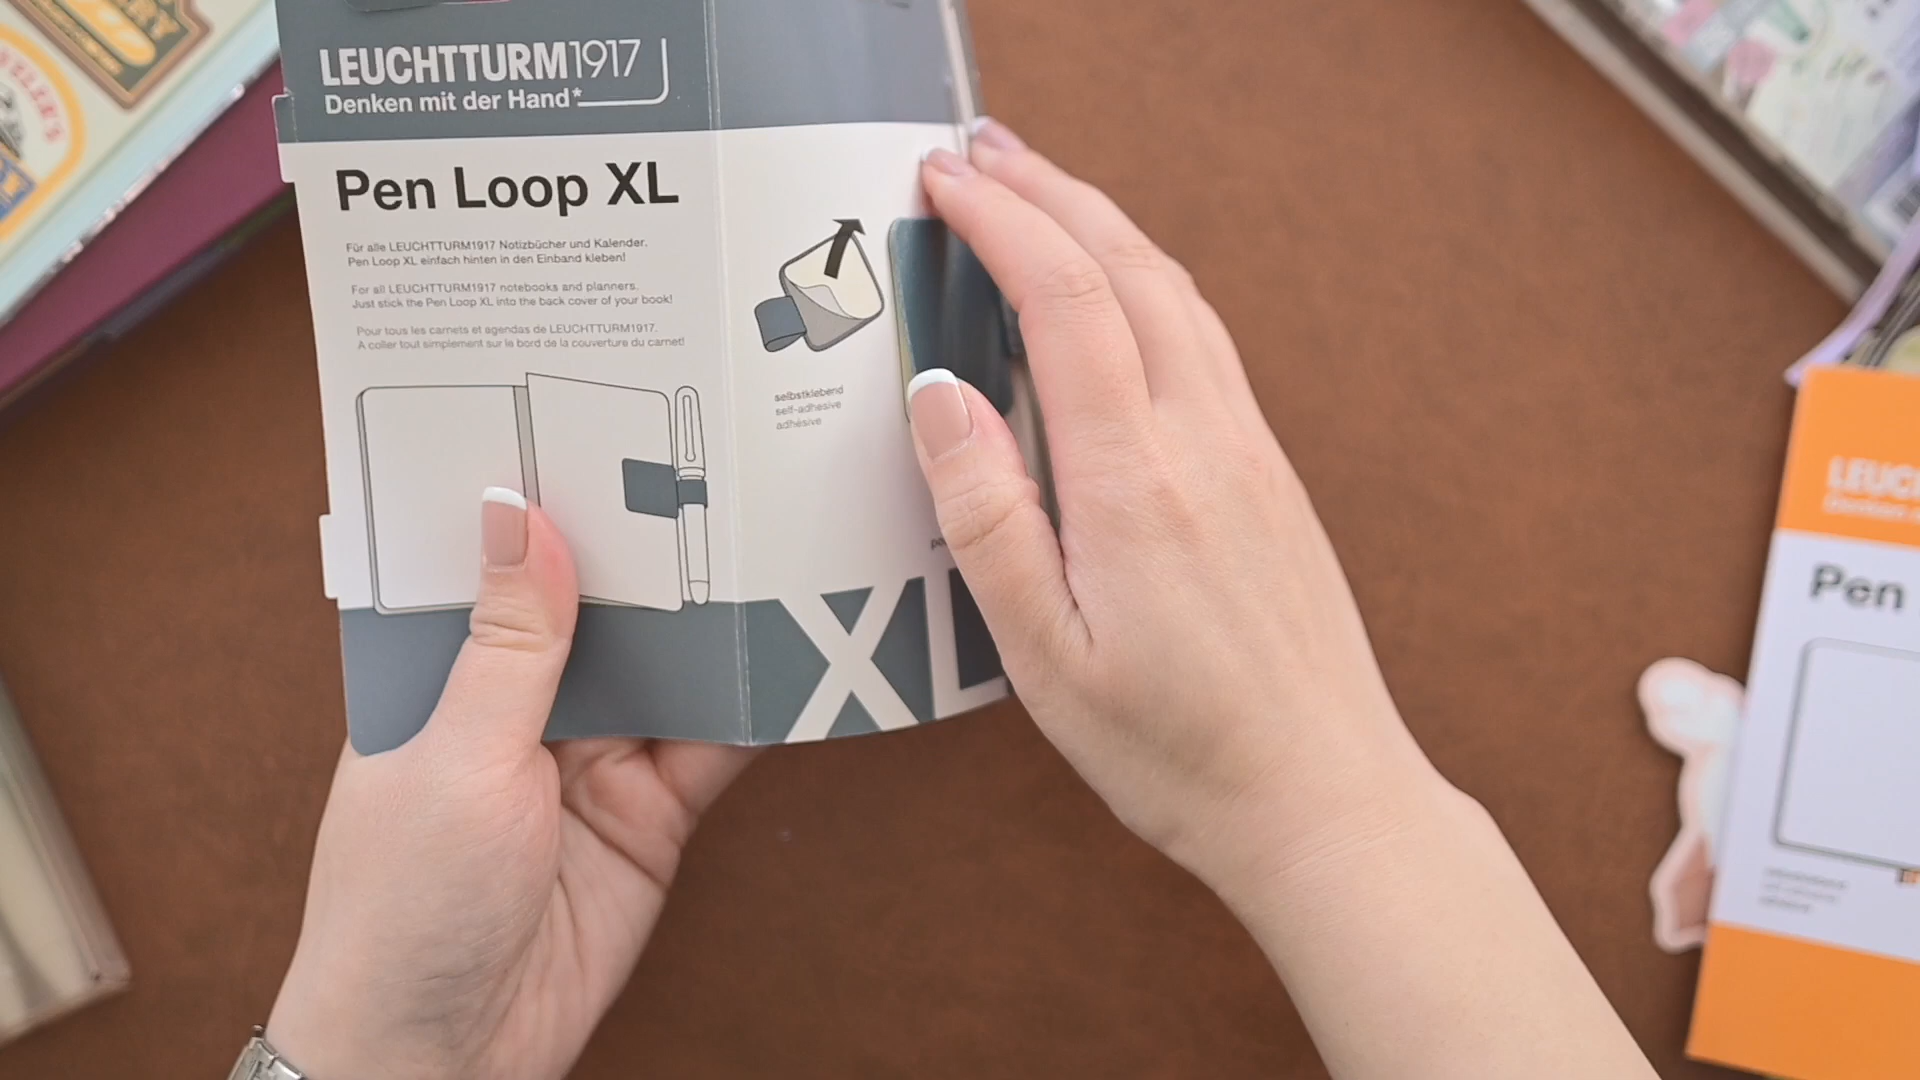 LEUCHTTURM1917
Denken mit der Hand*
Pen Loop XL
Für alle LEUCHTTURM1917 Notizbücher und Kalender.
Pen Loop XL einfach hinten in den Einband kleben!
For all LEUCHTTURM1917 notebooks and planners.
Just stick the Pen Loop XL into the back cover of your book!
Pour tous les carnets et agendas de LEUCHTTURM1917.
A coller tout simplement sur le bord de la couverture du carnet!
selbstklebend
self-adhesive
adhésive
XL
LEUC
Denken
Pen